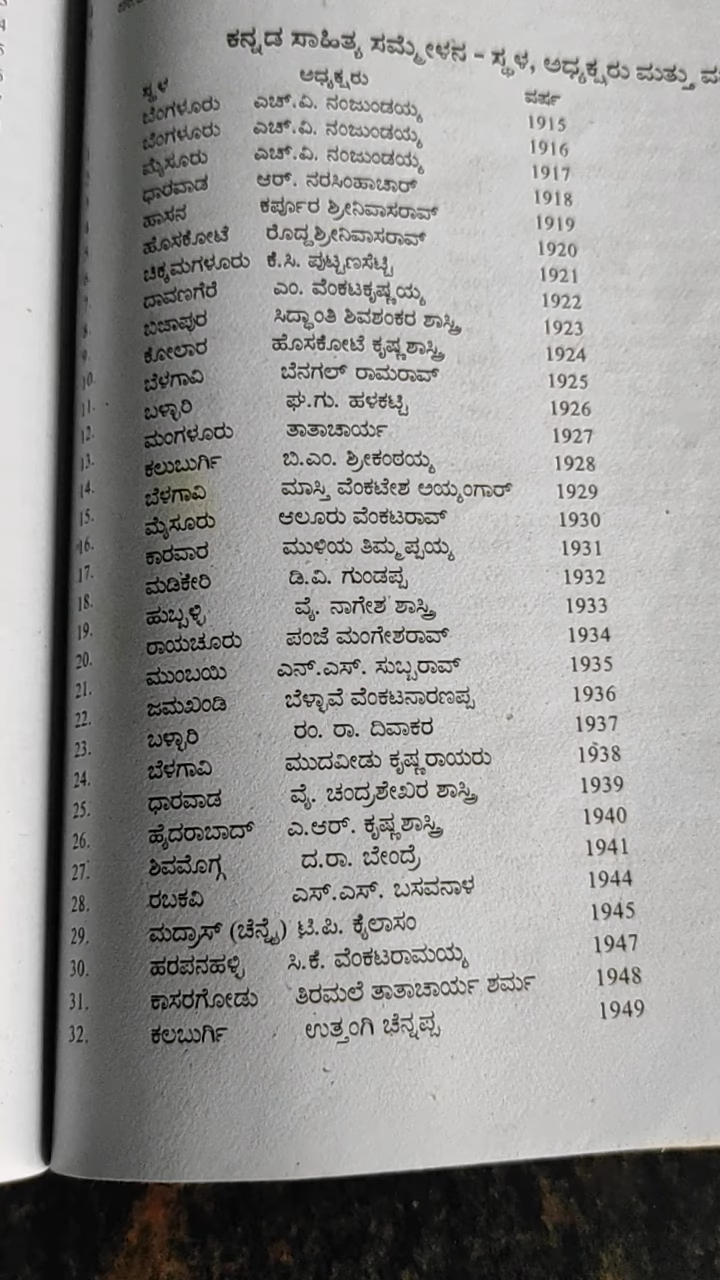 ಕನ್ನಡ ಸಾಹಿತ್ಯ ಸಮ್ಮೇಳನ – ಸ್ಥಳ, ಅಧ್ಯಕ್ಷರು ಮತ್ತು
ಸ್ಥಳ ಅಧ್ಯಕ್ಷರು ವರ್ಷ
ಬೆಂಗಳೂರು ಎಚ್.ವಿ. ನಂಜುಂಡಯ್ಯ 1915
ಬೆಂಗಳೂರು ಎಚ್.ವಿ. ನಂಜುಂಡಯ್ಯ 1916
ಮೈಸೂರು ಎಚ್.ವಿ. ನಂಜುಂಡಯ್ಯ 1917
ಧಾರವಾಡ ಆರ್. ನರಸಿಂಹಾಚಾರ್ 1918
ಹಾಸನ ಕರ್ಪೂರ ಶ್ರೀನಿವಾಸರಾವ್ 1919
ಹೊಸಕೋಟೆ ರೊದ್ದ ಶ್ರೀನಿವಾಸರಾವ್ 1920
ಚಿಕ್ಕಮಗಳೂರು ಕೆ.ಸಿ. ಪುಟ್ಟಣಸೆಟ್ಟಿ 1921
7. ದಾವಣಗೆರೆ ಎಂ. ವೆಂಕಟಕೃಷ್ಣಯ್ಯ 1922
8. ಬಿಜಾಪುರ ಸಿದ್ಧಾಂತಿ ಶಿವಶಂಕರ ಶಾಸ್ತ್ರಿ 1923
9. ಕೋಲಾರ ಹೊಸಕೋಟೆ ಕೃಷ್ಣಶಾಸ್ತ್ರಿ 1924
10. ಬೆಳಗಾವಿ ಬೆನಗಲ್ ರಾಮರಾವ್ 1925
11. ಬಳ್ಳಾರಿ ಫ.ಗು. ಹಳಕಟ್ಟಿ 1926
12. ಮಂಗಳೂರು ತಾತಾಚಾರ್ಯ 1927
13. ಕಲುಬುರ್ಗಿ ಬಿ.ಎಂ. ಶ್ರೀಕಂಠಯ್ಯ 1928
14. ಬೆಳಗಾವಿ ಮಾಸ್ತಿ ವೆಂಕಟೇಶ ಅಯ್ಯಂಗಾರ್ 1929
15. ಮೈಸೂರು ಆಲೂರು ವೆಂಕಟರಾವ್ 1930
16. ಕಾರವಾರ ಮುಳಿಯ ತಿಮ್ಮಪ್ಪಯ್ಯ 1931
17. ಮಡಿಕೇರಿ ಡಿ.ವಿ. ಗುಂಡಪ್ಪ 1932
18. ಹುಬ್ಬಳ್ಳಿ ವೈ. ನಾಗೇಶ ಶಾಸ್ತ್ರಿ 1933
19. ರಾಯಚೂರು ಪಂಜೆ ಮಂಗೇಶರಾವ್ 1934
20. ಮುಂಬಯಿ ಎನ್.ಎಸ್. ಸುಬ್ಬರಾವ್ 1935
21. ಜಮಖಂಡಿ ಬೆಳ್ಳಾವೆ ವೆಂಕಟನಾರಣಪ್ಪ 1936
22. ಬಳ್ಳಾರಿ ರಂ. ರಾ. ದಿವಾಕರ 1937
23. ಬೆಳಗಾವಿ ಮುದವೀಡು ಕೃಷ್ಣರಾಯರು 1938
24. ಧಾರವಾಡ ವೈ. ಚಂದ್ರಶೇಖರ ಶಾಸ್ತ್ರಿ 1939
25. ಹೈದರಾಬಾದ್ ಎ.ಆರ್. ಕೃಷ್ಣಶಾಸ್ತ್ರಿ 1940
26. ಶಿವಮೊಗ್ಗ ದ.ರಾ. ಬೇಂದ್ರೆ 1941
27. ರಬಕವಿ ಎಸ್.ಎಸ್. ಬಸವನಾಳ 1944
28. ಮದ್ರಾಸ್ (ಚೆನ್ನೈ) ಟಿ.ಪಿ. ಕೈಲಾಸಂ 1945
29. ಹರಪನಹಳ್ಳಿ ಸಿ.ಕೆ. ವೆಂಕಟರಾಮಯ್ಯ 1947
30. ಕಾಸರಗೋಡು ತಿರಮಲೆ ತಾತಾಚಾರ್ಯ ಶರ್ಮ 1948
31. ಕಲಬುರ್ಗಿ ಉತ್ತಂಗಿ ಚೆನ್ನಪ್ಪ 1949
32.